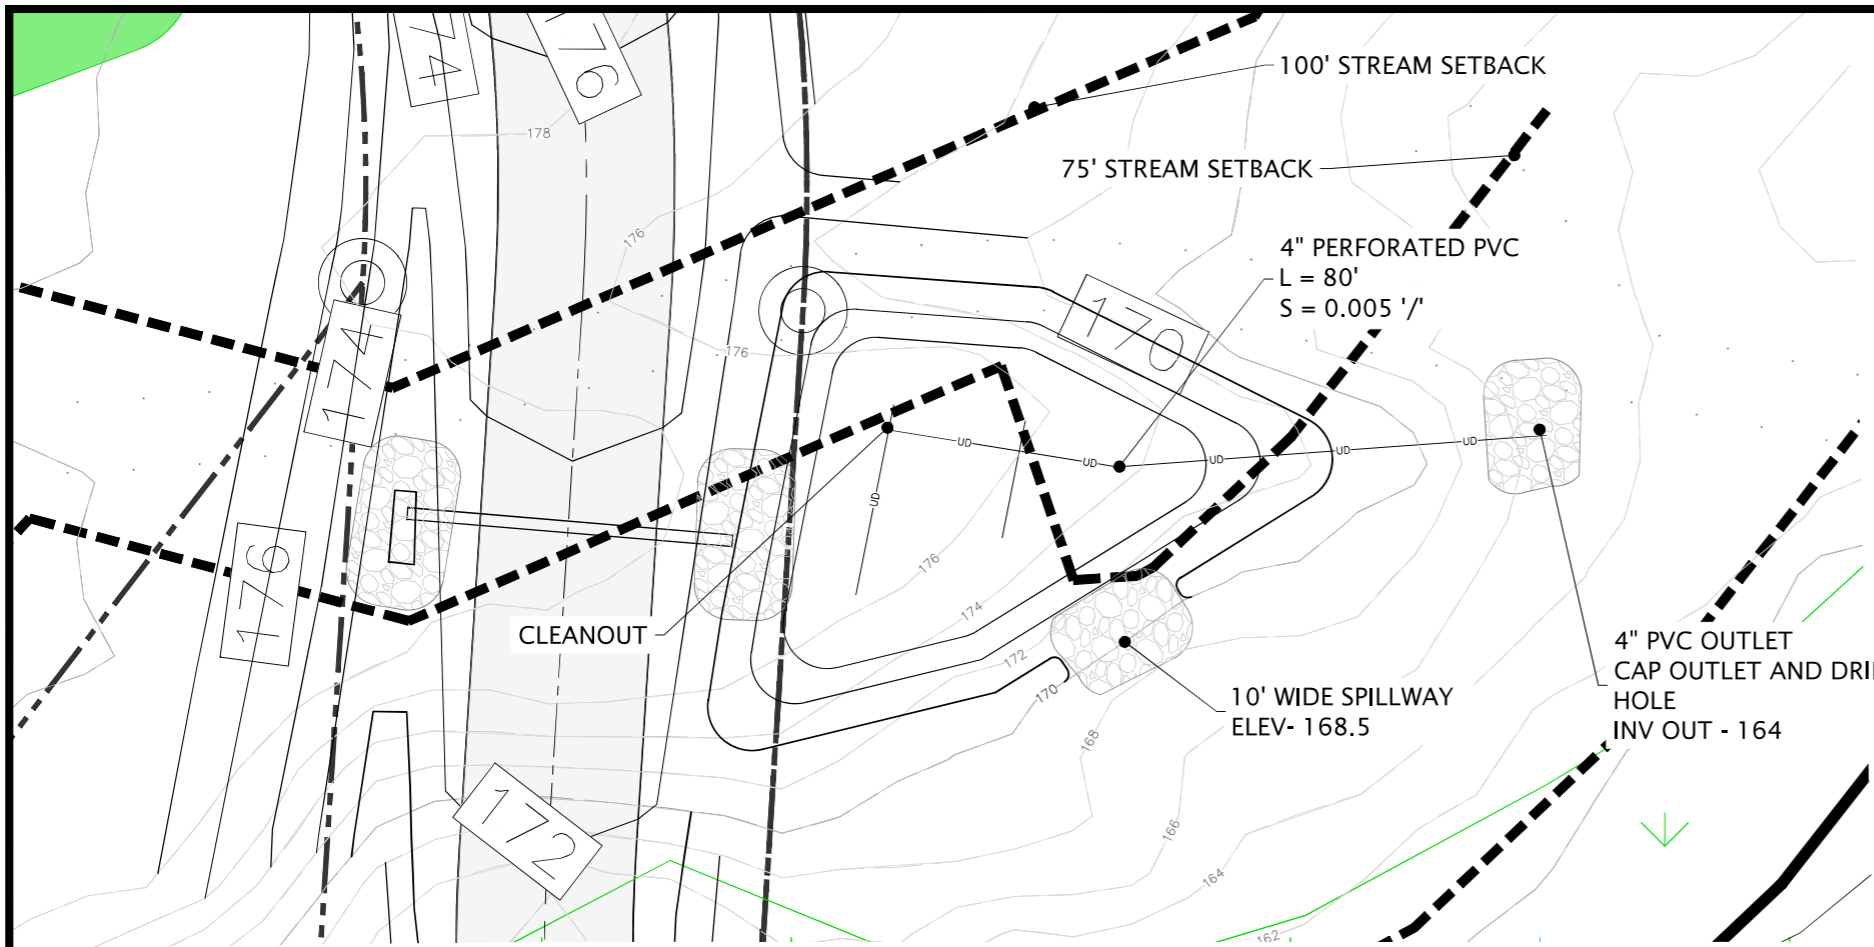 100' STREAM SETBACK
75' STREAM SETBACK
4" PERFORATED PVC
L = 80'
S = 0.005 '/'
CLEANOUT
10' WIDE SPILLWAY
ELEV- 168.5
4" PVC OUTLET
CAP OUTLET AND DRI
HOLE
INV OUT - 164
174
176
172
170
178
176
176
176
174
172
170
168
166
164
162
UD
UD
UD
UD
UD
UD